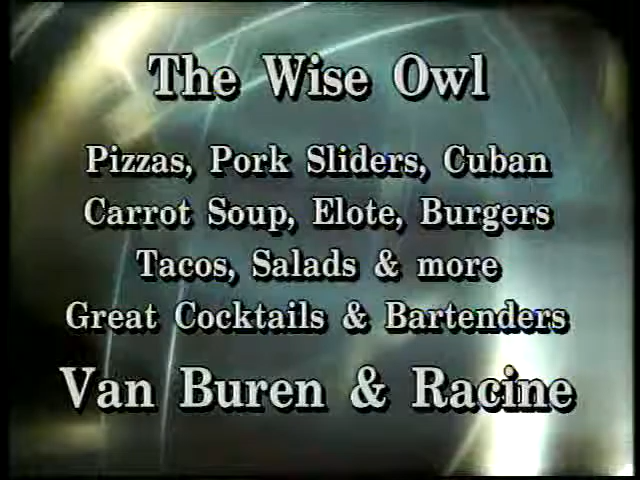 The Wise Owl
Pizzas, Pork Sliders, Cuban
Carrot Soup, Elote, Burgers
Tacos, Salads & more
Great Cocktails & Bartenders
Van Buren & Racine